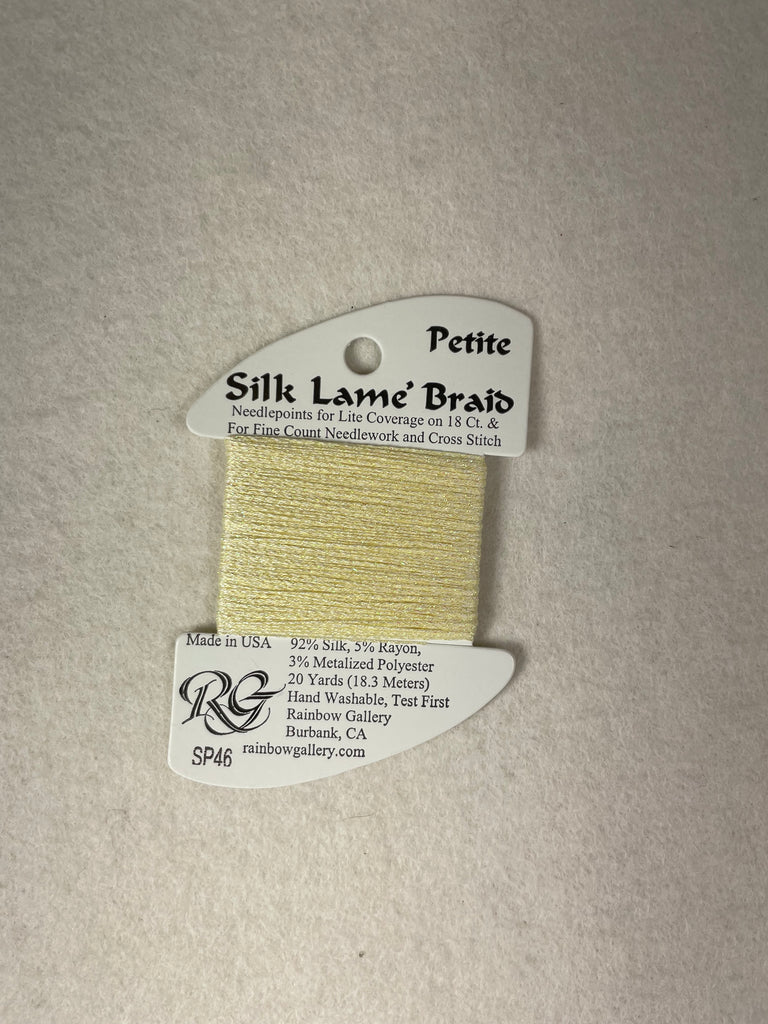 Petite
Silk Lame' Braid
Needlepoints for Lite Coverage on 18 Ct. &
For Fine Count Needlework and Cross Stitch
Made in USA
92% Silk, 5% Rayon,
3% Metalized Polyester
20 Yards (18.3 Meters)
Hand Washable, Test First
Rainbow Gallery
Burbank, CA
rainbowgallery.com
RG
SP46